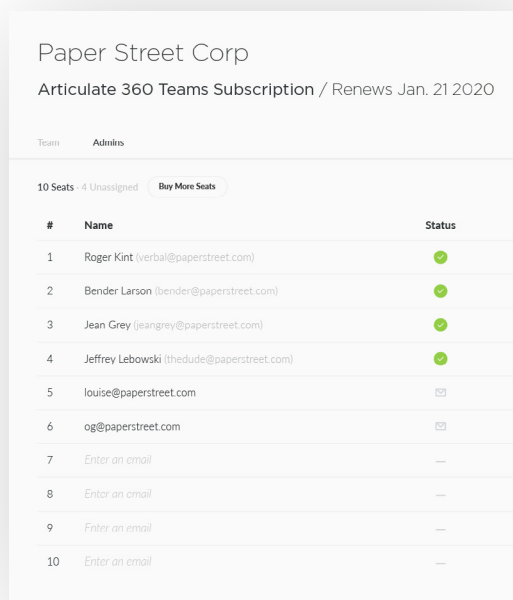 Paper Street Corp
Articulate 360 Teams Subscription / Renews Jan. 21 2020
Team Admins
10 Seats - 4 Unassigned Buy More Seats
# Name Status
1 Roger Kint (verbal@paperstreet.com)
2 Bender Larson (bender@paperstreet.com)
3 Jean Grey (jeangrey@paperstreet.com)
4 Jeffrey Lebowski (thedude@paperstreet.com)
5 louise@paperstreet.com
6 og@paperstreet.com
7 Enter an email
8 Enter an email
9 Enter an email
10 Enter an email